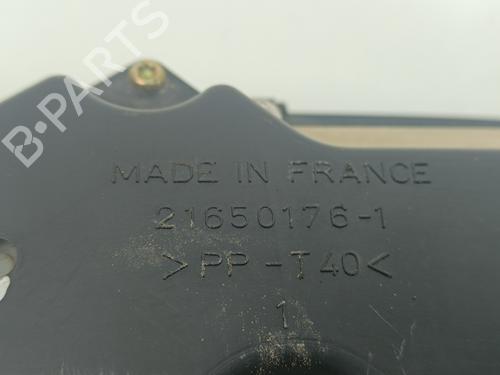 B-PARTS
MADE IN FRANCE
21650176-1
>PP-T40<
1